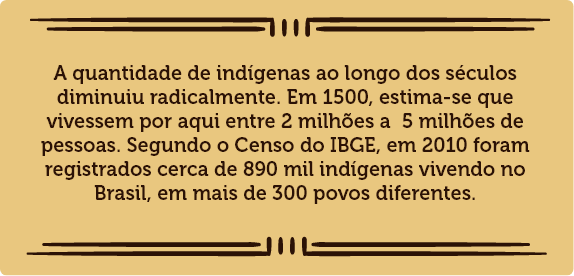 A quantidade de indígenas ao longo dos séculos
diminuiu radicalmente. Em 1500, estima-se que
vivessem por aqui entre 2 milhões a 5 milhões de
pessoas. Segundo o Censo do IBGE, em 2010 foram
registrados cerca de 890 mil indígenas vivendo no
Brasil, em mais de 300 povos diferentes.